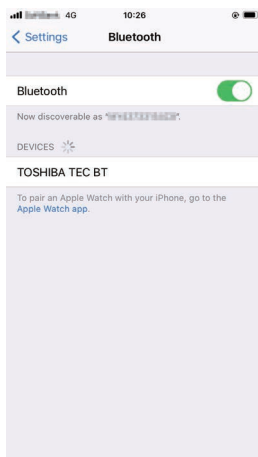 4G 10:26
Settings Bluetooth
Bluetooth
Now discoverable as "
DEVICES
TOSHIBA TEC BT
To pair an Apple Watch with your iPhone, go to the
Apple Watch app.